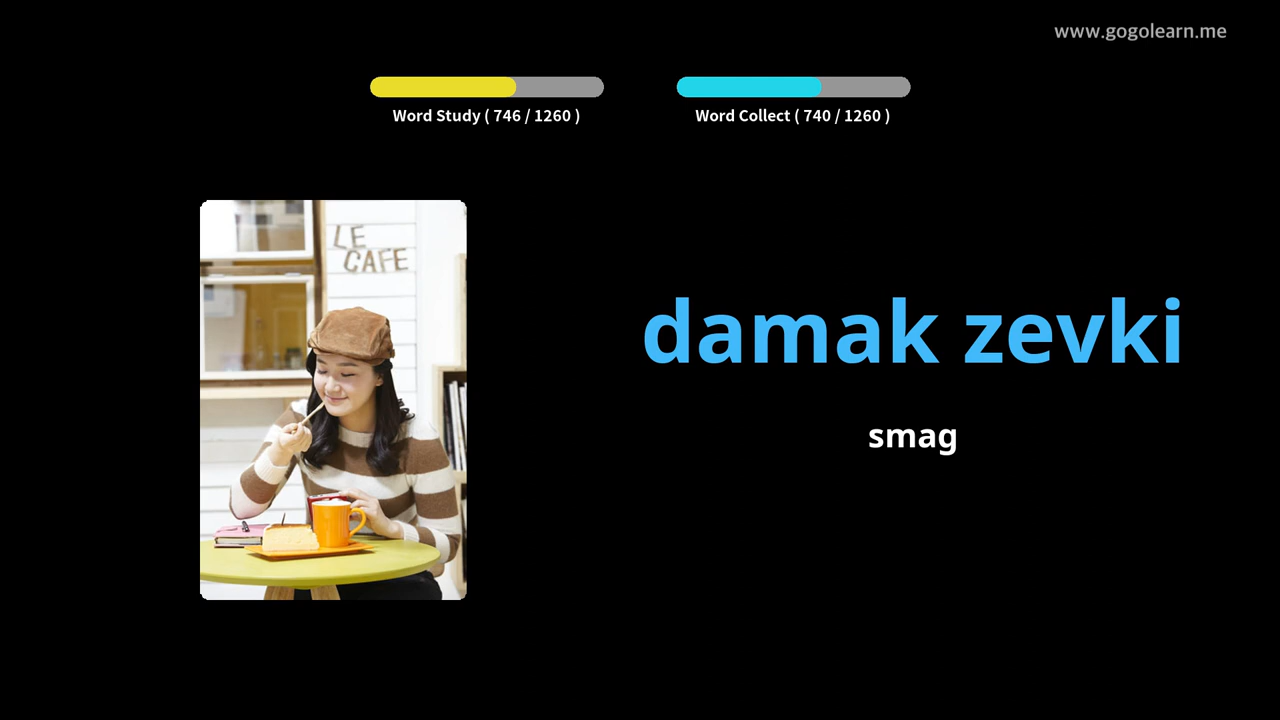 www.gogolearn.me
Word Study ( 746 / 1260 )
Word Collect ( 740 / 1260 )
LE
CAFE
damak zevki
smag